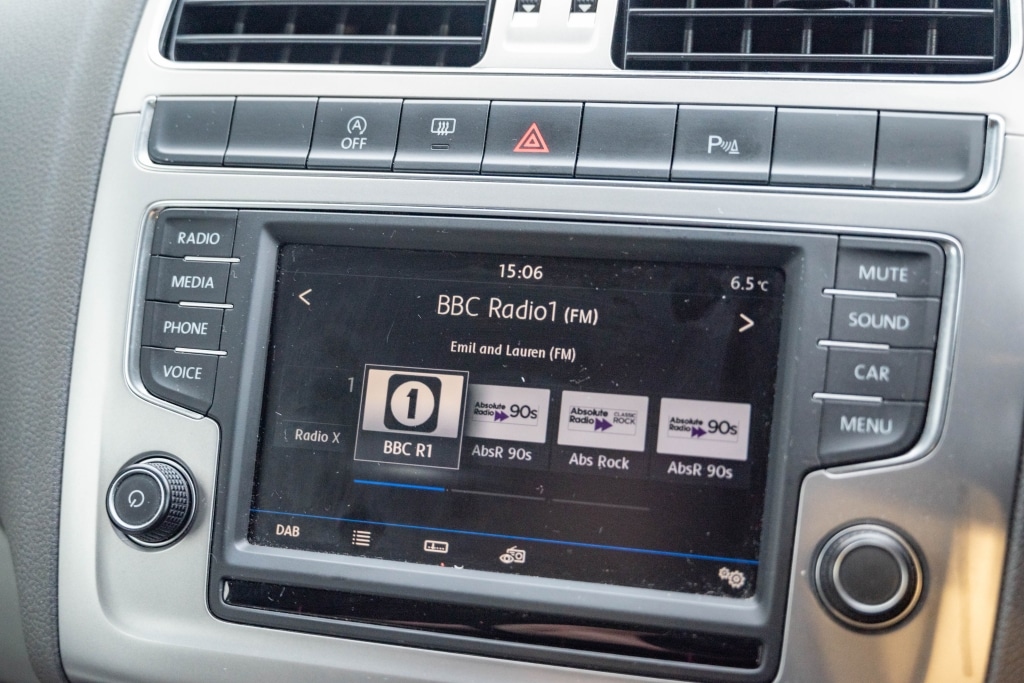 A
OFF
P
RADIO
MEDIA
PHONE
VOICE
15:06
6.5°C
<
BBC Radio1 (FM)
>
Emil and Lauren (FM)
Radio X
1
1
BBC R1
Absolute Radio 90s
AbsR 90s
Absolute Radio CLASSIC ROCK
Abs Rock
Absolute Radio 90s
AbsR 90s
DAB
MUTE
SOUND
CAR
MENU